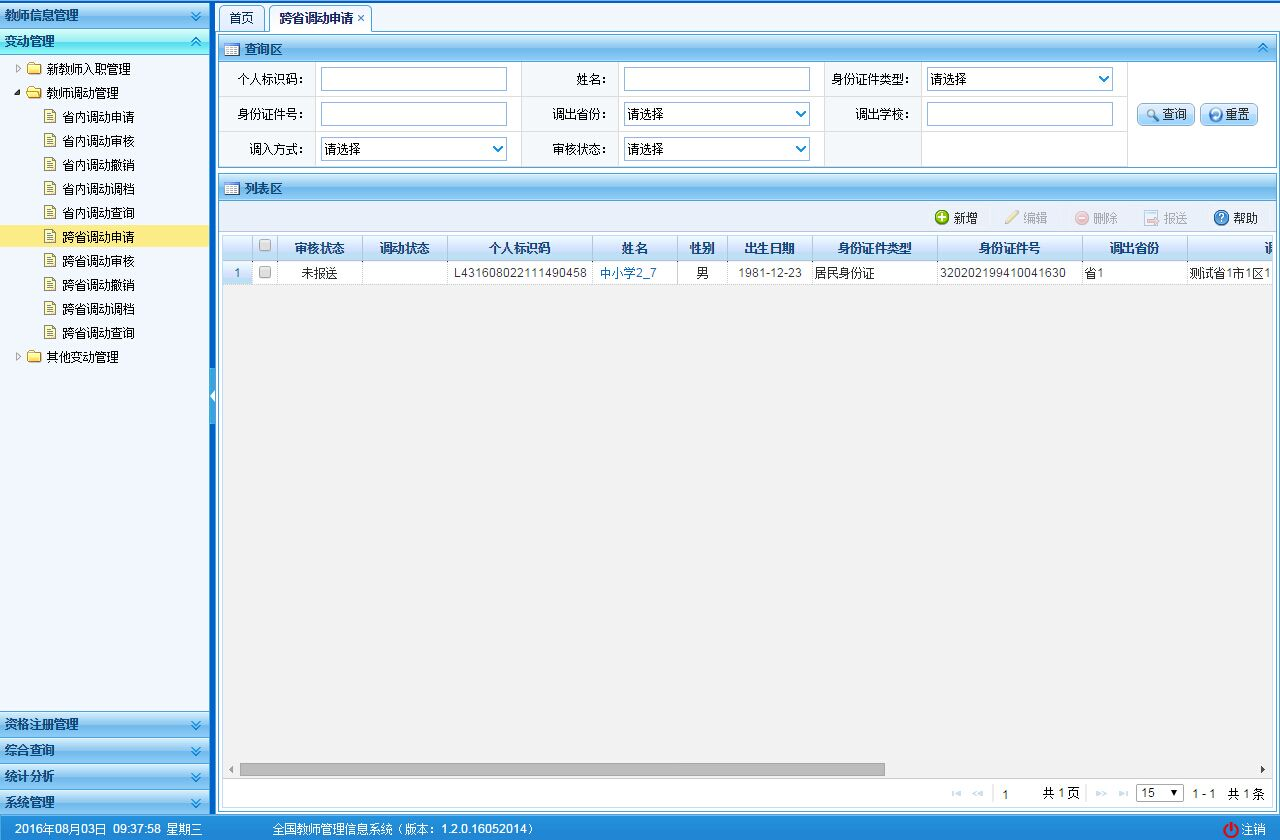 教师信息管理
变动管理
新教师入职管理
教师调动管理
省内调动申请
省内调动审核
省内调动撤销
省内调动调档
省内调动查询
跨省调动申请
跨省调动审核
跨省调动撤销
跨省调动调档
跨省调动查询
其他变动管理
资格注册管理
综合查询
统计分析
系统管理
首页 跨省调动申请 ×
查询区
个人标识码： 姓名： 身份证件类型： 请选择
身份证件号： 调出省份： 请选择 调出学校： 查询 重置
调入方式： 请选择 审核状态： 请选择
列表区
新增 编辑 删除 报送 帮助
审核状态 调动状态 个人标识码 姓名 性别 出生日期 身份证件类型 身份证件号 调出省份
1 未报送 L431608022111490458 中小学2_7 男 1981-12-23 居民身份证 320202199410041630 省1 测试省1市1区1
1 共 1 页 15 1 - 1 共 1 条
2016年08月03日 09:37:58 星期三 全国教师管理信息系统（版本：1.2.0.16052014） 注销